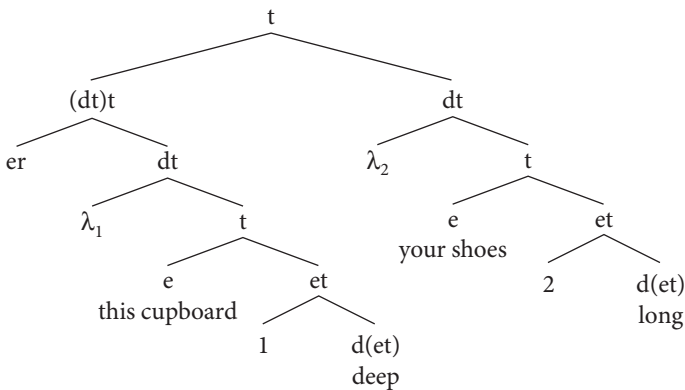 t
(dt)t dt
er dt λ₂ t
λ₁ t e et
your shoes
e et 2 d(et)
this cupboard long
1 d(et)
deep